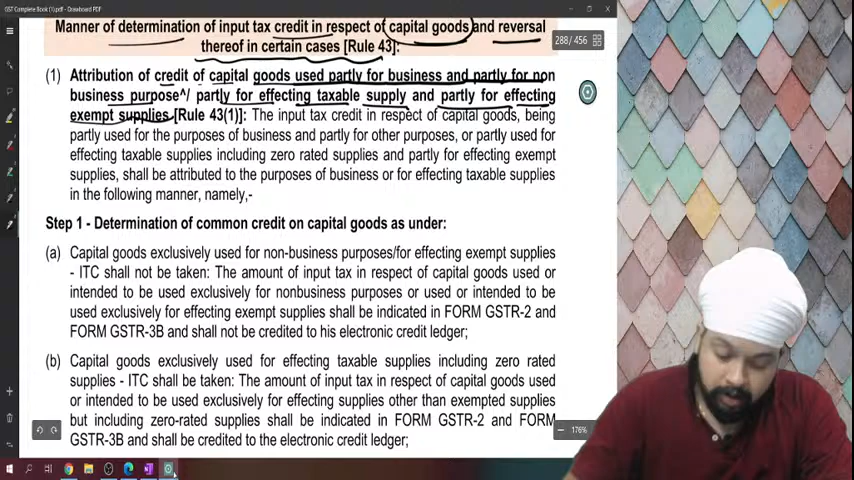 GST Complete Book (1).pdf - Drawboard PDF
Manner of determination of input tax credit in respect of capital goods and reversal
thereof in certain cases [Rule 43]:
288 / 456
(1) Attribution of credit of capital goods used partly for business and partly for non
business purpose^/ partly for effecting taxable supply and partly for effecting
exempt supplies [Rule 43(1)]: The input tax credit in respect of capital goods, being
partly used for the purposes of business and partly for other purposes, or partly used for
effecting taxable supplies including zero rated supplies and partly for effecting exempt
supplies, shall be attributed to the purposes of business or for effecting taxable supplies
in the following manner, namely,-
Step 1 - Determination of common credit on capital goods as under:
(a) Capital goods exclusively used for non-business purposes/for effecting exempt supplies
- ITC shall not be taken: The amount of input tax in respect of capital goods used or
intended to be used exclusively for nonbusiness purposes or used or intended to be
used exclusively for effecting exempt supplies shall be indicated in FORM GSTR-2 and
FORM GSTR-3B and shall not be credited to his electronic credit ledger;
(b) Capital goods exclusively used for effecting taxable supplies including zero rated
supplies - ITC shall be taken: The amount of input tax in respect of capital goods used
or intended to be used exclusively for effecting supplies other than exempted supplies
but including zero-rated supplies shall be indicated in FORM GSTR-2 and FORM
GSTR-3B and shall be credited to the electronic credit ledger;
176%